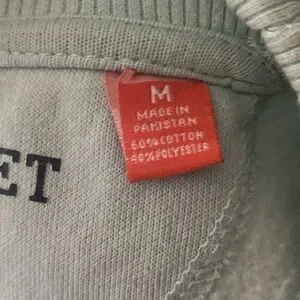 M
MADE IN
PAKISTAN
60%COTTON
40%POLYESTER
ET